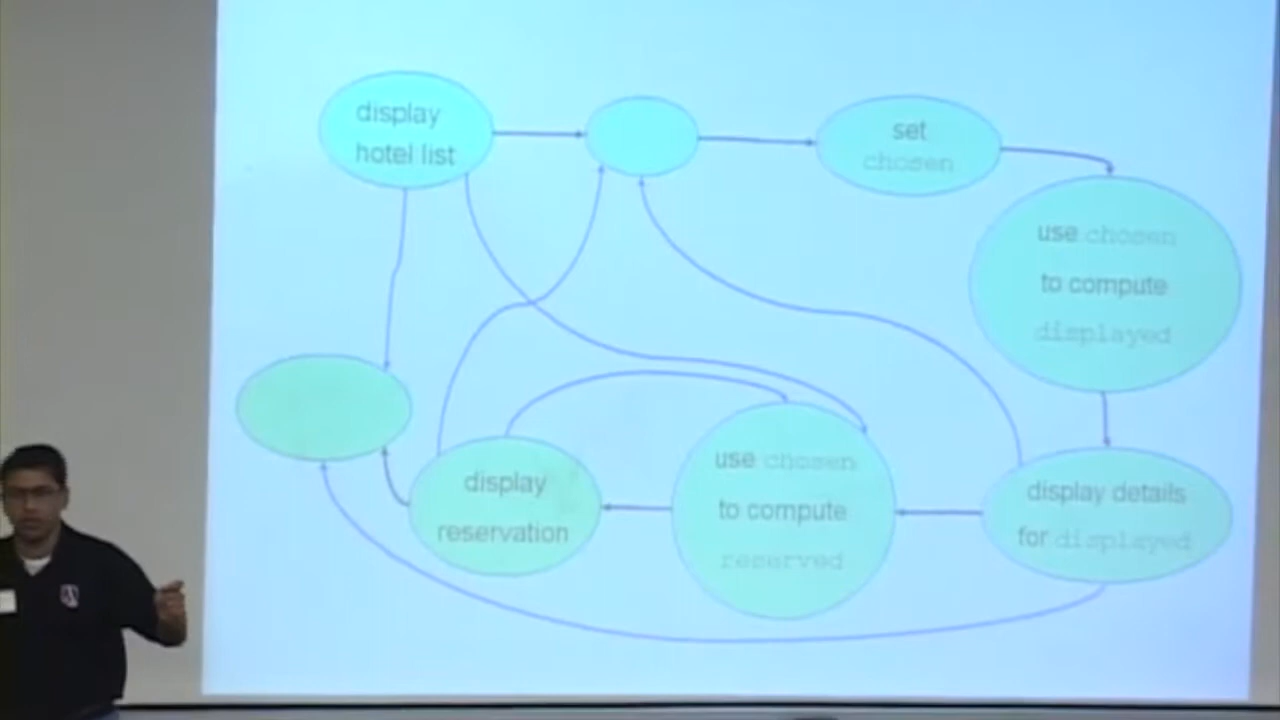 display
hotel list
set
chosen
use chosen
to compute
displayed
display
reservation
use chosen
to compute
reserved
display details
for displayed